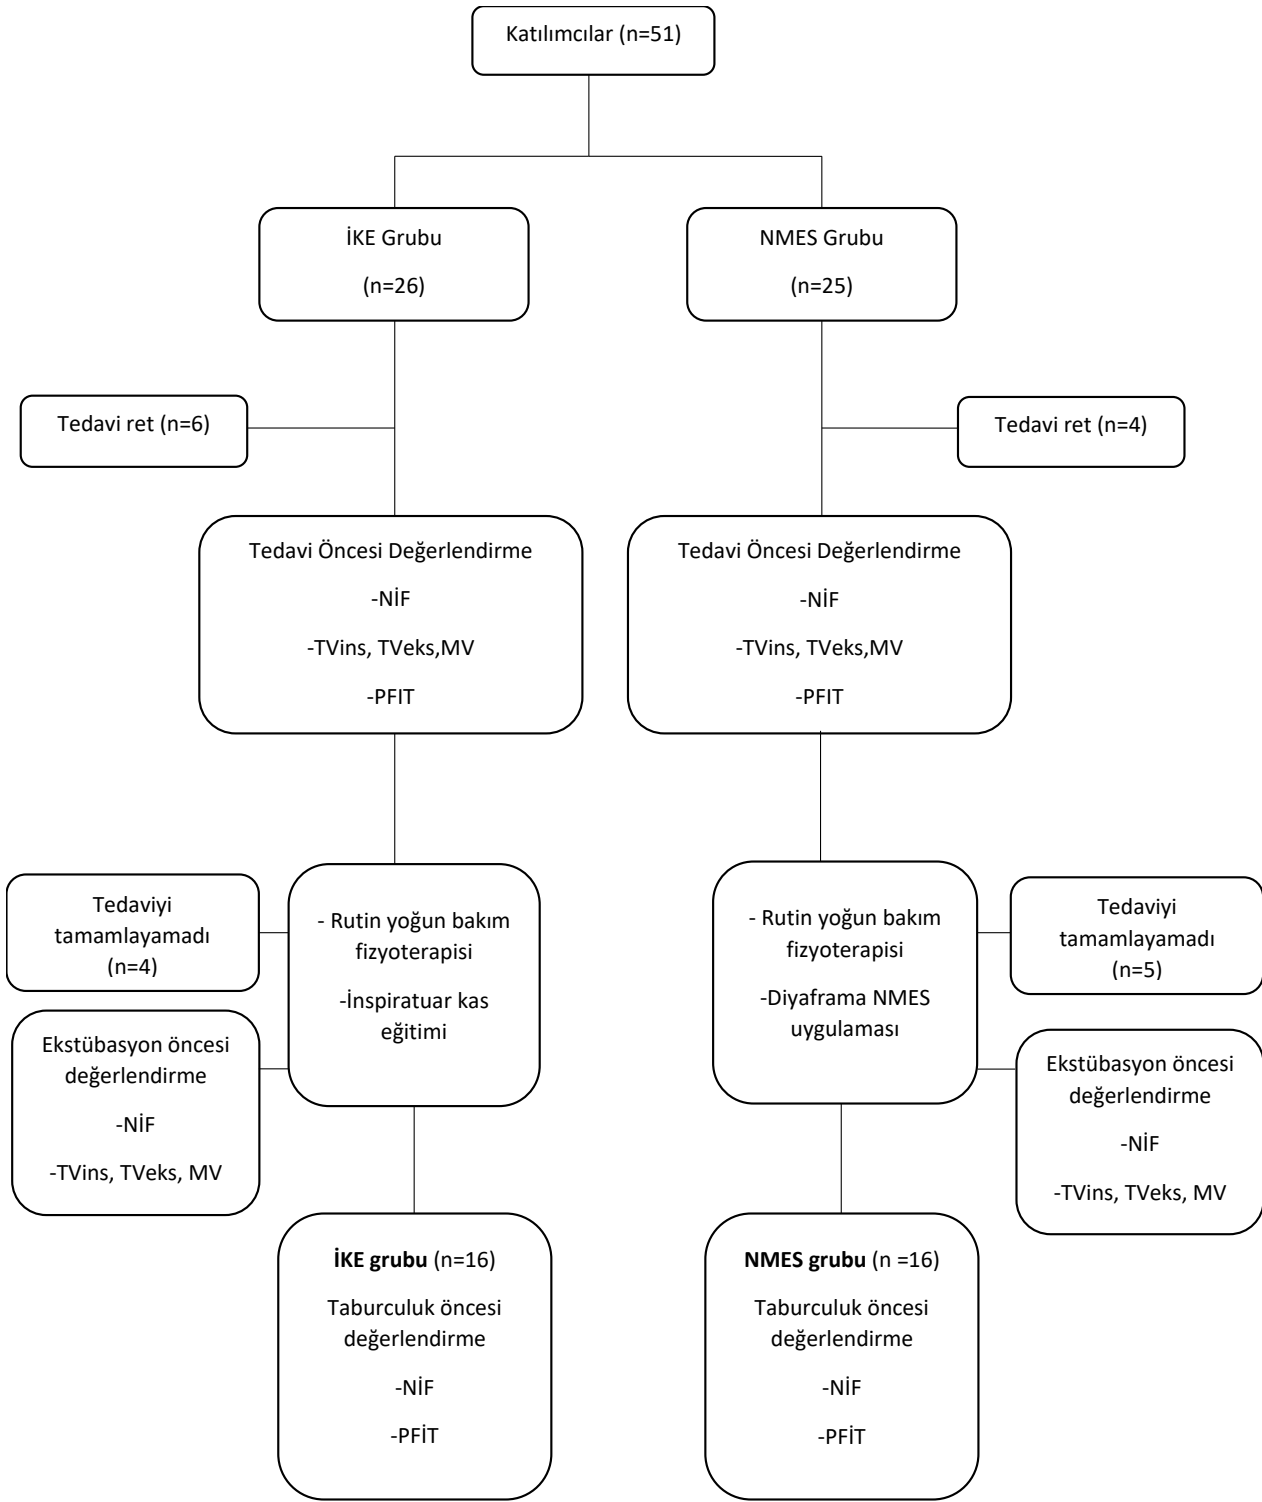 Katılımcılar (n=51)
İKE Grubu
(n=26)
NMES Grubu
(n=25)
Tedavi ret (n=6)
Tedavi ret (n=4)
Tedavi Öncesi Değerlendirme
-NİF
-TVins, TVeks,MV
-PFIT
Tedavi Öncesi Değerlendirme
-NİF
-TVins, TVeks,MV
-PFIT
Tedaviyi
tamamlayamadı
(n=4)
- Rutin yoğun bakım
fizyoterapisi
-İnspiratuar kas
eğitimi
- Rutin yoğun bakım
fizyoterapisi
-Diyaframa NMES
uygulaması
Tedaviyi
tamamlayamadı
(n=5)
Ekstübasyon öncesi
değerlendirme
-NİF
-TVins, TVeks, MV
Ekstübasyon öncesi
değerlendirme
-NİF
-TVins, TVeks, MV
İKE grubu (n=16)
Taburculuk öncesi
değerlendirme
-NİF
-PFİT
NMES grubu (n =16)
Taburculuk öncesi
değerlendirme
-NİF
-PFİT